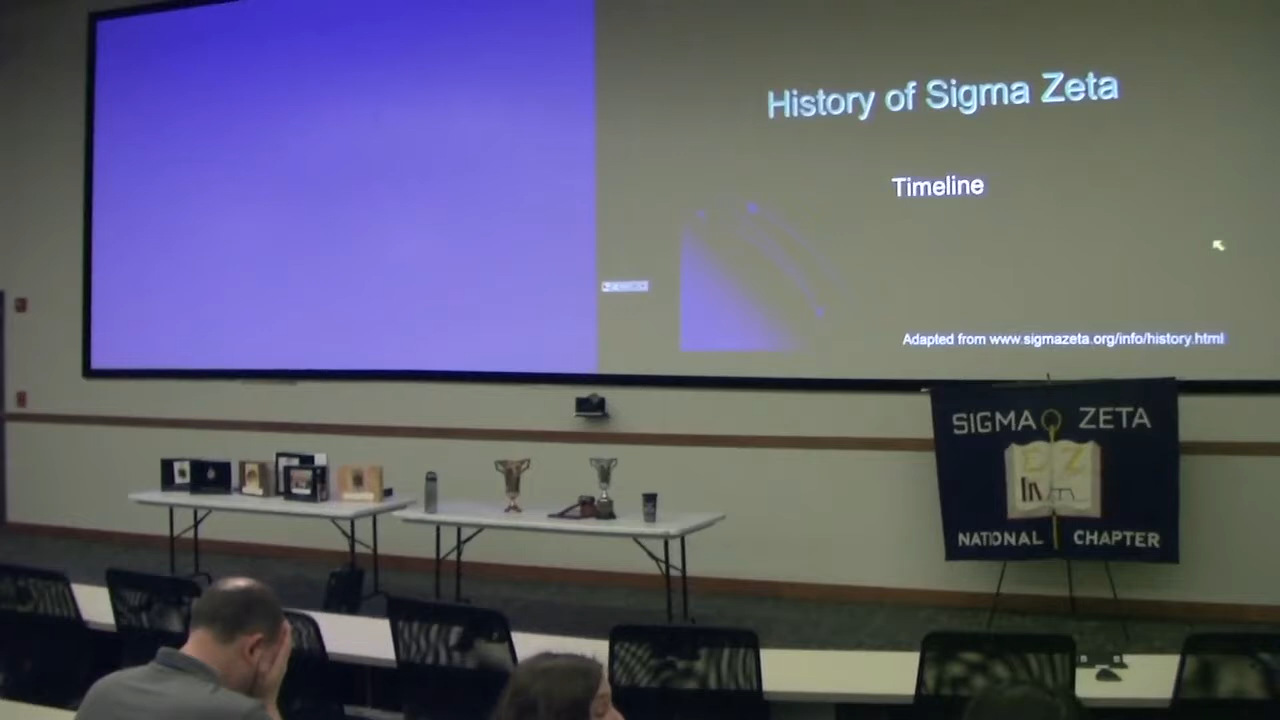 History of Sigma Zeta
Timeline
Adapted from www.sigmazeta.org/info/history.html
SIGMA ZETA
Σ Z
NATIONAL CHAPTER